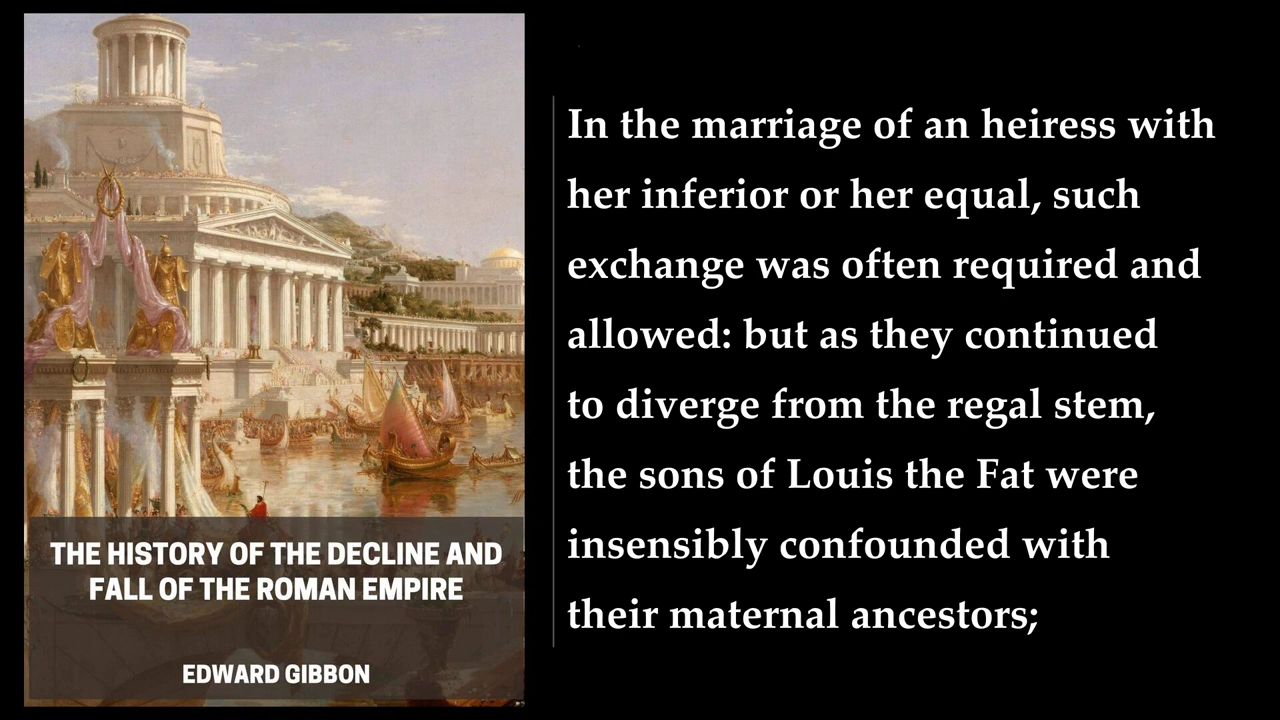 THE HISTORY OF THE DECLINE AND
FALL OF THE ROMAN EMPIRE
EDWARD GIBBON
In the marriage of an heiress with
her inferior or her equal, such
exchange was often required and
allowed: but as they continued
to diverge from the regal stem,
the sons of Louis the Fat were
insensibly confounded with
their maternal ancestors;